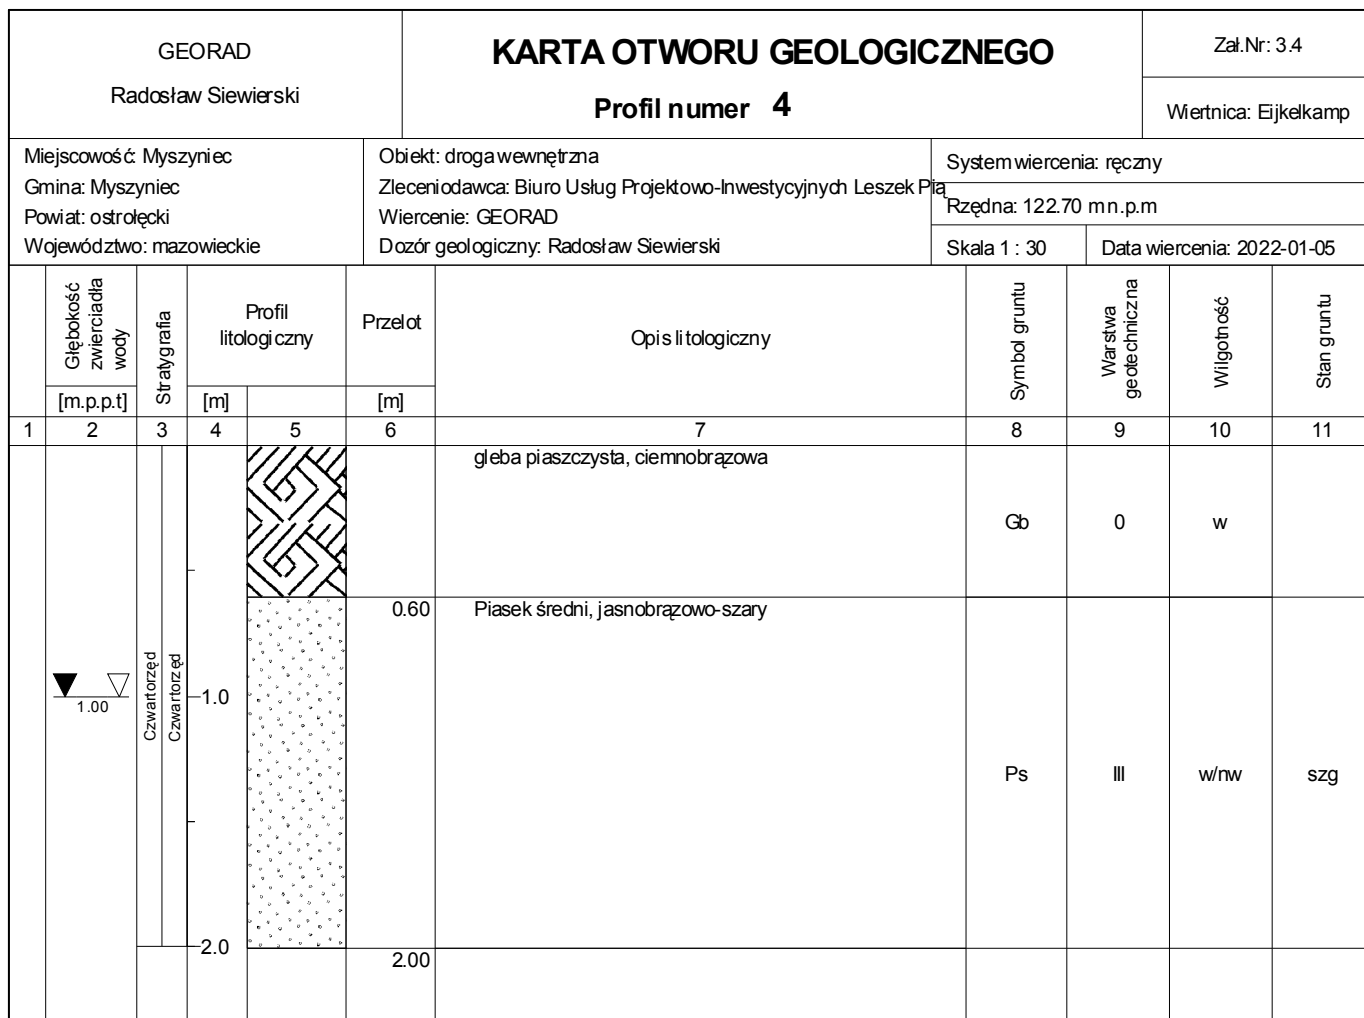 GEORAD
Radosław Siewierski
KARTA OTWORU GEOLOGICZNEGO
Profil numer 4
Zał.Nr: 3.4
Wiertnica: Eijkelkamp
Miejscowość: Myszyniec
Gmina: Myszyniec
Powiat: ostrołęcki
Województwo: mazowieckie
Obiekt: droga wewnętrzna
Zleceniodawca: Biuro Usług Projektowo-Inwestycyjnych Leszek Pią
Wiercenie: GEORAD
Dozór geologiczny: Radosław Siewierski
System wiercenia: ręczny
Rzędna: 122.70 m n.p.m
Skala 1 : 30
Data wiercenia: 2022-01-05
Głębokość
zwierciadła
wody
[m.p.p.t]
Stratygrafia
Profil
litologiczny
[m]
Przelot
[m]
Opis litologiczny
Symbol gruntu
Warstwa
geotechniczna
Wilgotność
Stan gruntu
1 2 3 4 5 6 7 8 9 10 11
gleba piaszczysta, ciemnobrązowa
Gb 0 w
0.60 Piasek średni, jasnobrązowo-szary
1.00
Czwartorzęd
Czwartorzęd
1.0
Ps III w/nw szg
2.0
2.00